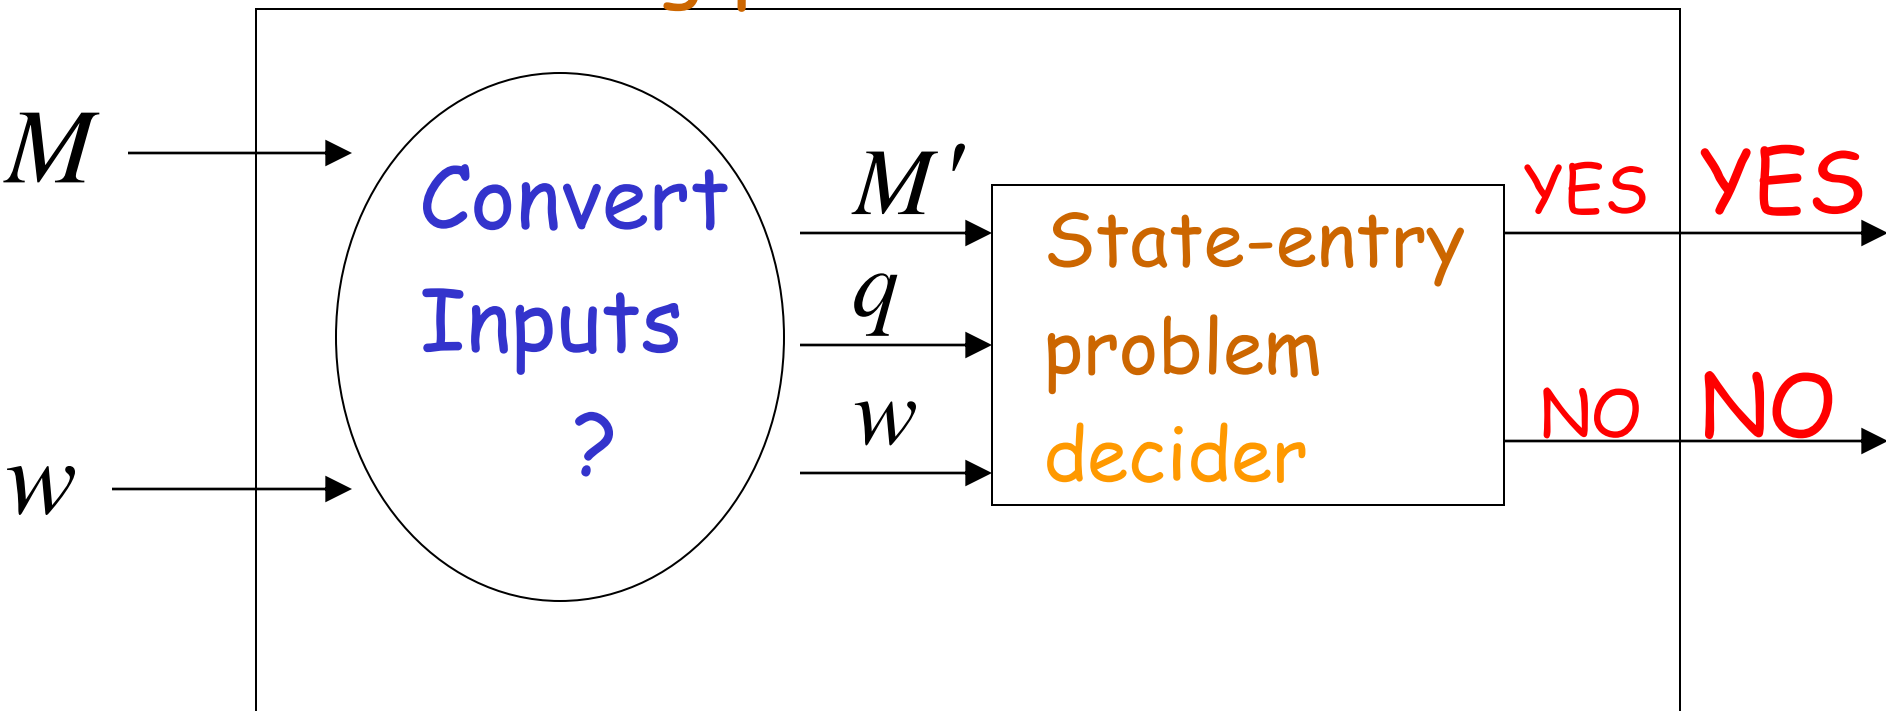 M
w
Convert
Inputs
?
M'
q
w
State-entry
problem
decider
YES
NO
YES
NO